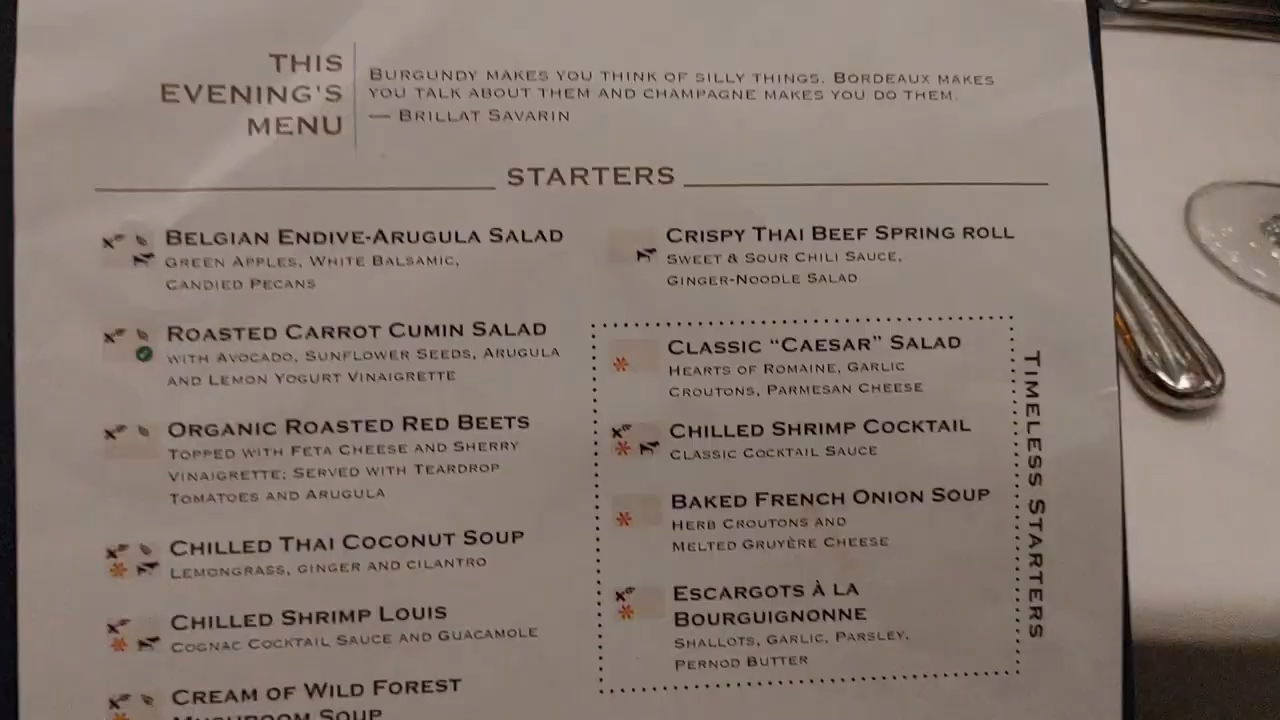 THIS
EVENING'S
MENU
BURGUNDY MAKES YOU THINK OF SILLY THINGS, BORDEAUX MAKES
YOU TALK ABOUT THEM AND CHAMPAGNE MAKES YOU DO THEM.
— BRILLAT SAVARIN
STARTERS
BELGIAN ENDIVE-ARUGULA SALAD
GREEN APPLES, WHITE BALSAMIC,
CANDIED PECANS
ROASTED CARROT CUMIN SALAD
WITH AVOCADO, SUNFLOWER SEEDS, ARUGULA
AND LEMON YOGURT VINAIGRETTE
ORGANIC ROASTED RED BEETS
TOPPED WITH FETA CHEESE AND SHERRY
VINAIGRETTE; SERVED WITH TEARDROP
TOMATOES AND ARUGULA
CHILLED THAI COCONUT SOUP
LEMONGRASS, GINGER AND CILANTRO
CHILLED SHRIMP LOUIS
COGNAC COCKTAIL SAUCE AND GUACAMOLE
CREAM OF WILD FOREST
MUSHROOM SOUP
CRISPY THAI BEEF SPRING ROLL
SWEET & SOUR CHILI SAUCE,
GINGER-NOODLE SALAD
CLASSIC “CAESAR” SALAD
HEARTS OF ROMAINE, GARLIC
CROUTONS, PARMESAN CHEESE
CHILLED SHRIMP COCKTAIL
CLASSIC COCKTAIL SAUCE
BAKED FRENCH ONION SOUP
HERB CROUTONS AND
MELTED GRUYÈRE CHEESE
ESCARGOTS À LA
BOURGUIGNONNE
SHALLOTS, GARLIC, PARSLEY,
PERNOD BUTTER
TIMELESS STARTERS